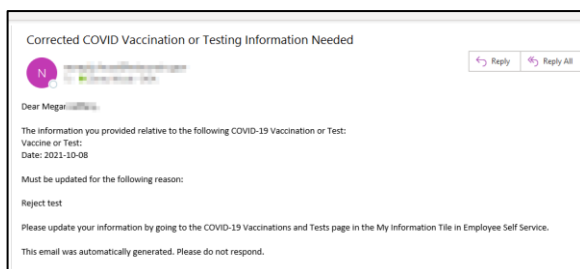 Corrected COVID Vaccination or Testing Information Needed
Reply
Reply All
N
Dear Megan
The information you provided relative to the following COVID-19 Vaccination or Test:
Vaccine or Test:
Date: 2021-10-08
Must be updated for the following reason:
Reject test
Please update your information by going to the COVID-19 Vaccinations and Tests page in the My Information Tile in Employee Self Service.
This email was automatically generated. Please do not respond.